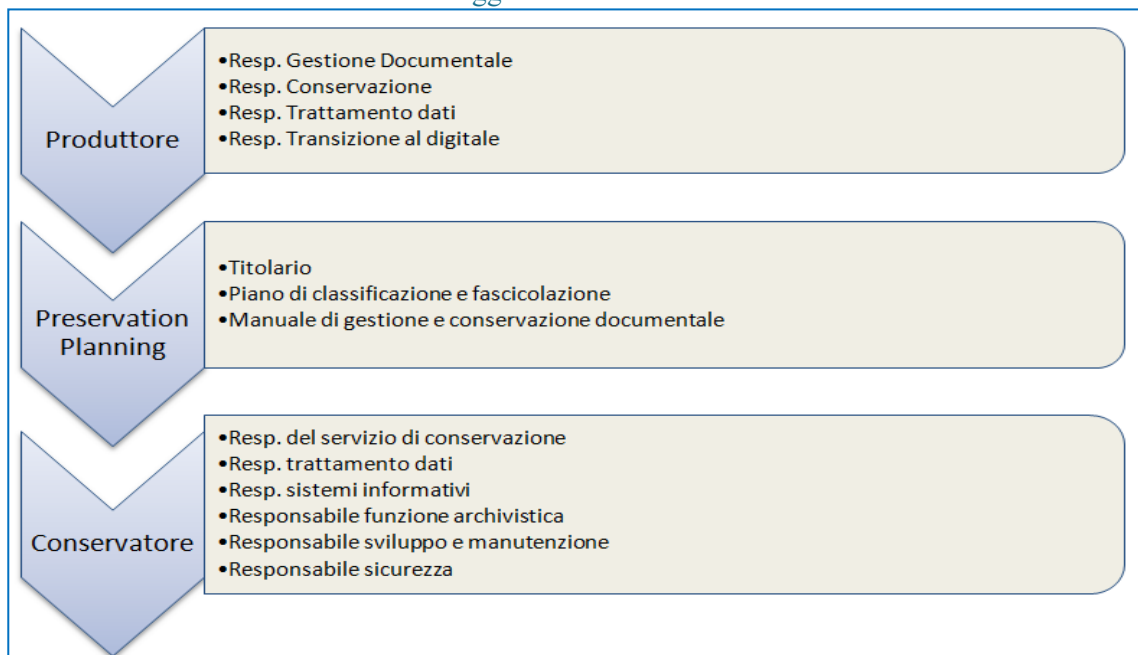 Produttore
•Resp. Gestione Documentale
•Resp. Conservazione
•Resp. Trattamento dati
•Resp. Transizione al digitale
Preservation
Planning
•Titolario
•Piano di classificazione e fascicolazione
•Manuale di gestione e conservazione documentale
Conservatore
•Resp. del servizio di conservazione
•Resp. trattamento dati
•Resp. sistemi informativi
•Responsabile funzione archivistica
•Responsabile sviluppo e manutenzione
•Responsabile sicurezza